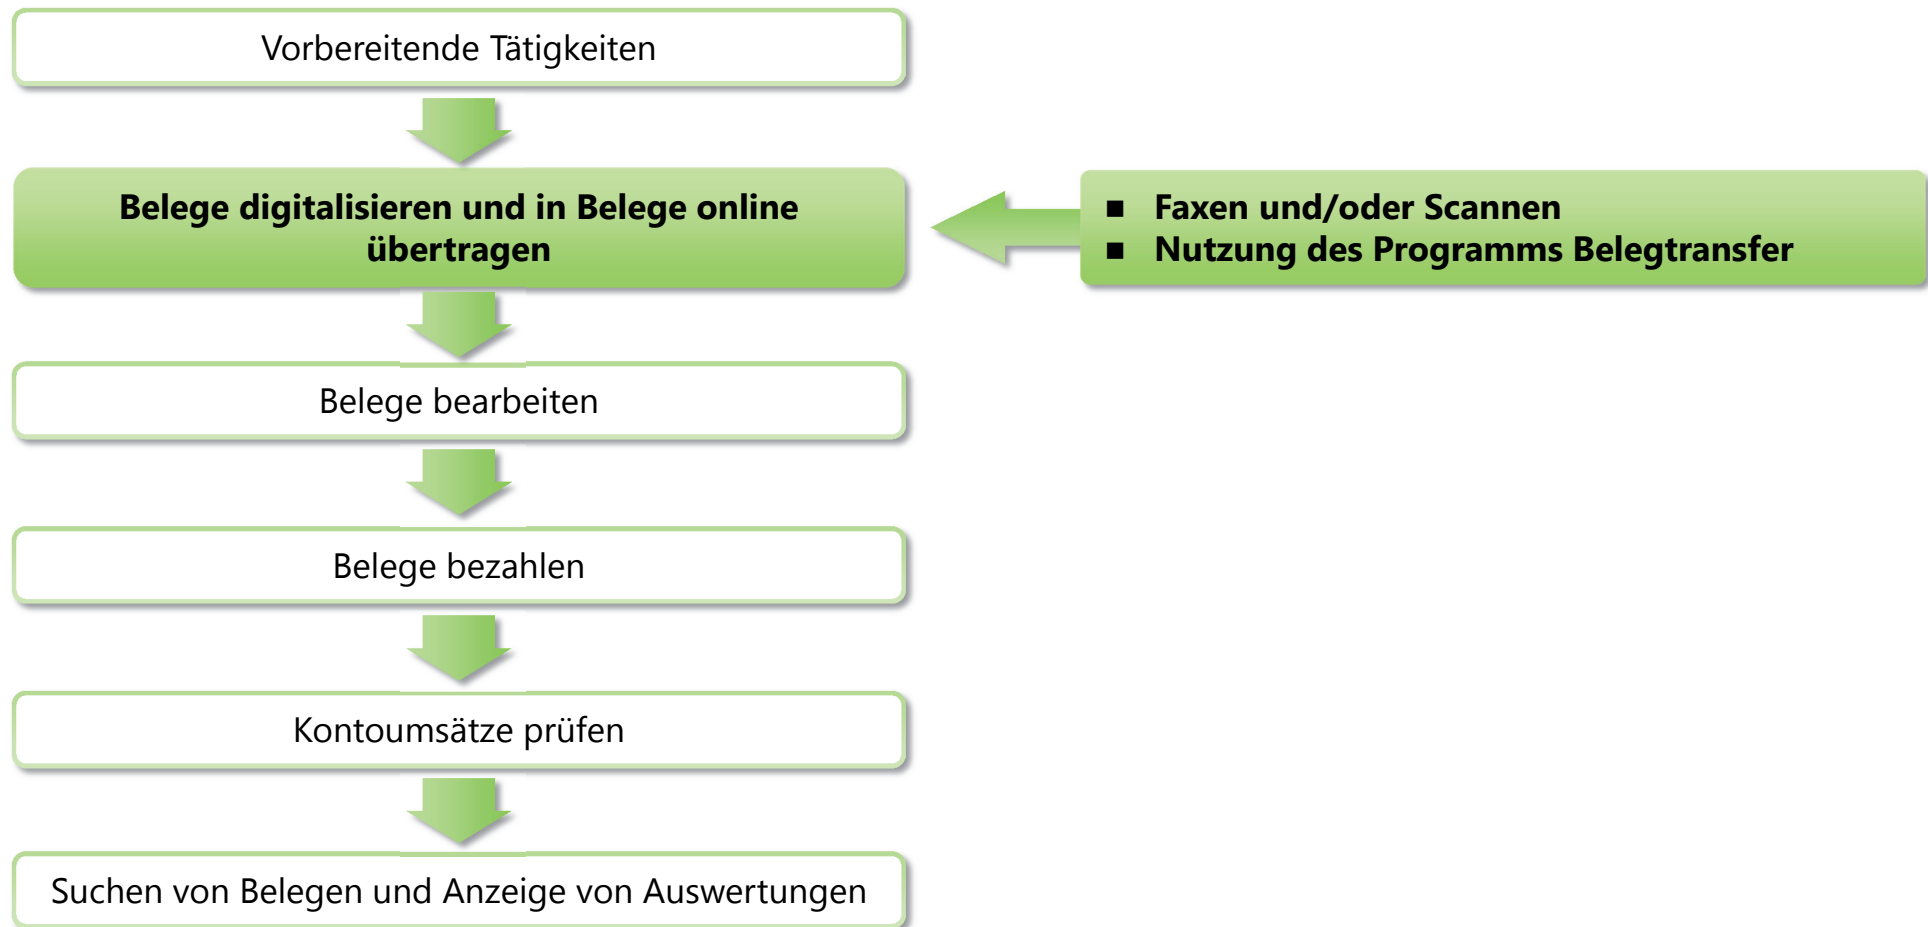 Vorbereitende Tätigkeiten
Belege digitalisieren und in Belege online
übertragen
■ Faxen und/oder Scannen
■ Nutzung des Programms Belegtransfer
Belege bearbeiten
Belege bezahlen
Kontoumsätze prüfen
Suchen von Belegen und Anzeige von Auswertungen